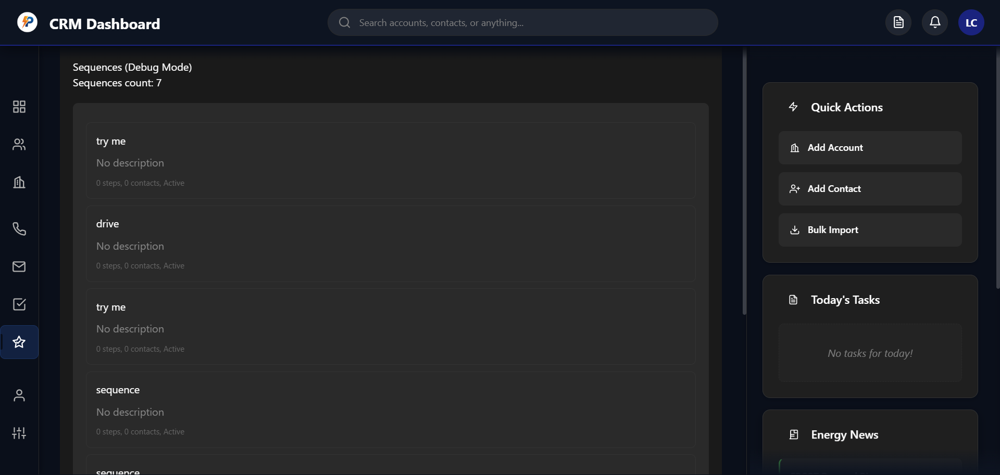 CRM Dashboard
Search accounts, contacts, or anything...
LC
Sequences (Debug Mode)
Sequences count: 7
try me
No description
0 steps, 0 contacts, Active
drive
No description
0 steps, 0 contacts, Active
try me
No description
0 steps, 0 contacts, Active
sequence
No description
0 steps, 0 contacts, Active
sequence
Quick Actions
Add Account
Add Contact
Bulk Import
Today's Tasks
No tasks for today!
Energy News